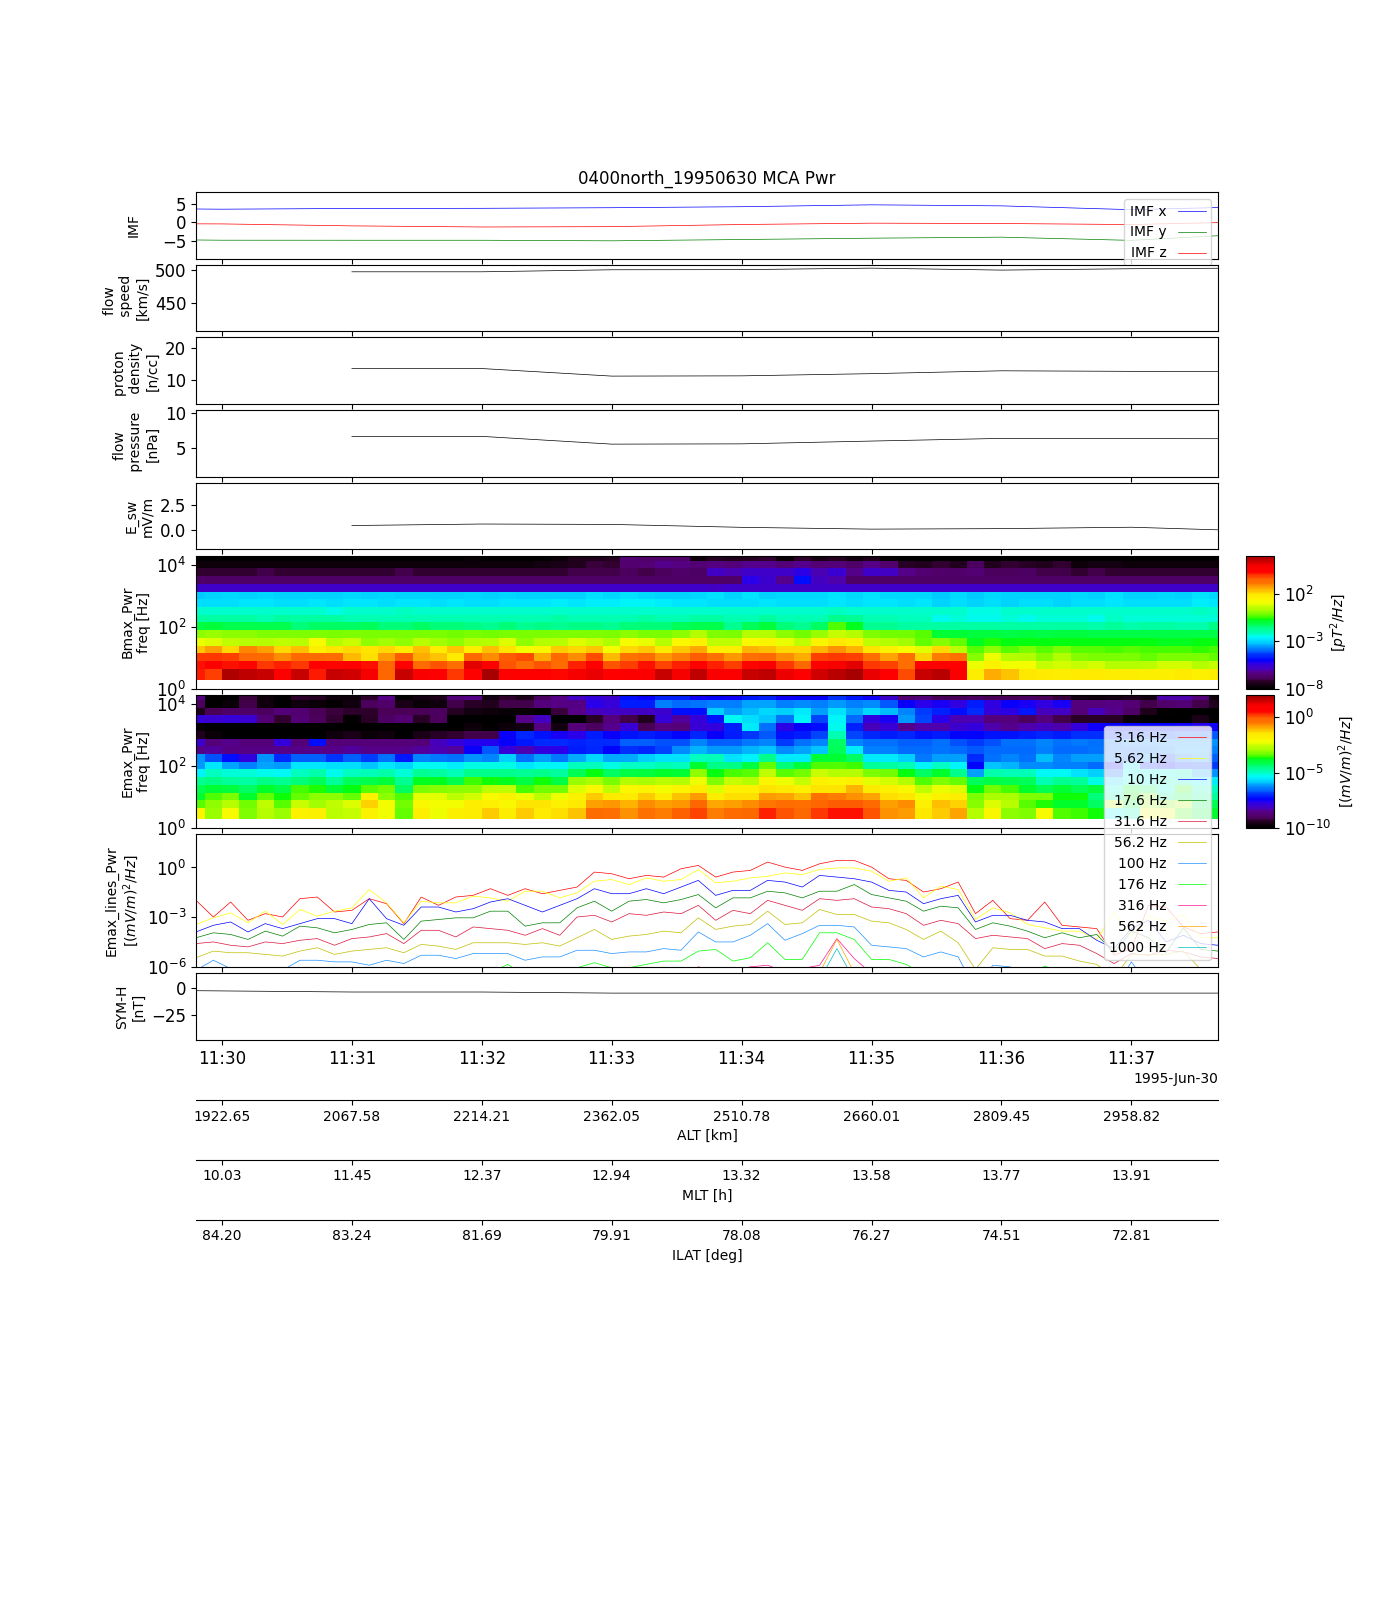 0400north_19950630 MCA Pwr
IMF
5
0
−5
IMF x
IMF y
IMF z
flow
speed
[km/s]
500
450
proton
density
[n/cc]
20
10
flow
pressure
[nPa]
10
5
E_sw
mV/m
2.5
0.0
Bmax_Pwr
freq [Hz]
10^4
10^2
10^0
10^2
10^−3
10^−8
[pT^2/Hz]
Emax_Pwr
freq [Hz]
10^4
10^2
10^0
10^0
10^−5
10^−10
[(mV/m)^2/Hz]
3.16 Hz
5.62 Hz
10 Hz
17.6 Hz
31.6 Hz
56.2 Hz
100 Hz
176 Hz
316 Hz
562 Hz
1000 Hz
Emax_lines_Pwr
[(mV/m)^2/Hz]
10^0
10^−3
10^−6
SYM-H
[nT]
0
−25
11:30 11:31 11:32 11:33 11:34 11:35 11:36 11:37
1995-Jun-30
1922.65 2067.58 2214.21 2362.05 2510.78 2660.01 2809.45 2958.82
ALT [km]
10.03 11.45 12.37 12.94 13.32 13.58 13.77 13.91
MLT [h]
84.20 83.24 81.69 79.91 78.08 76.27 74.51 72.81
ILAT [deg]